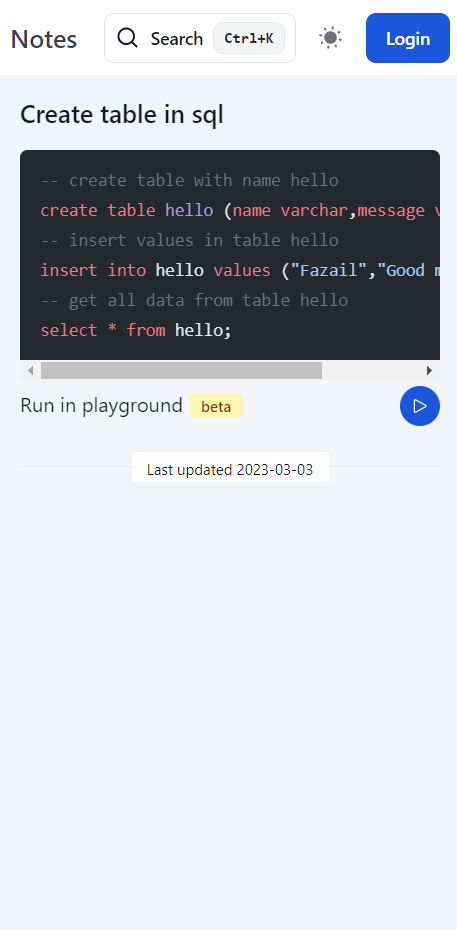 Notes
Search Ctrl+K
Login
Create table in sql
-- create table with name hello
create table hello (name varchar,message
-- insert values in table hello
insert into hello values ("Fazail","Good
-- get all data from table hello
select * from hello;
Run in playground beta
Last updated 2023-03-03